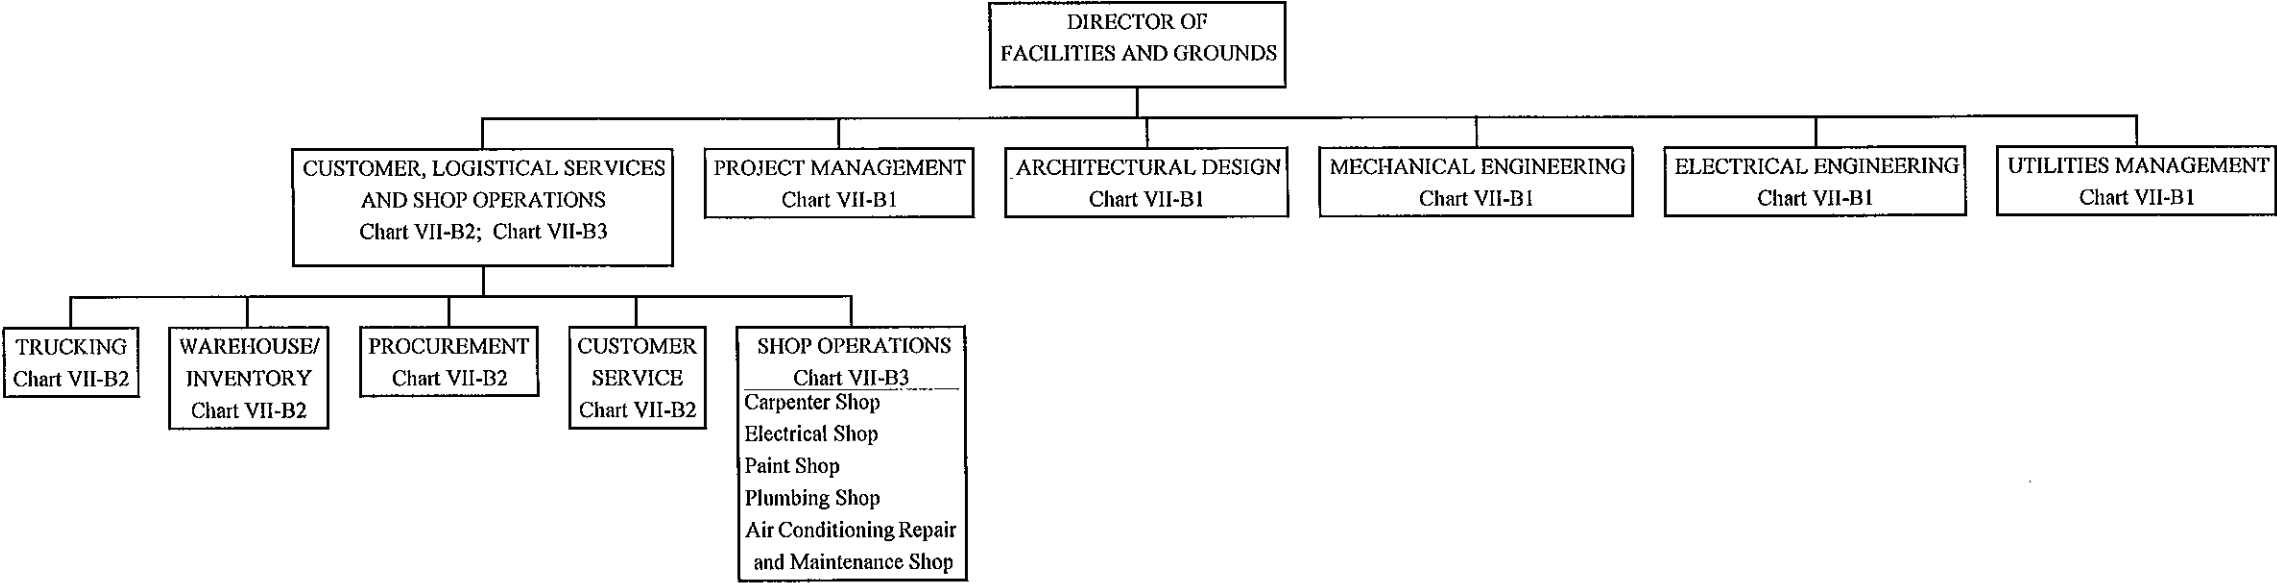 DIRECTOR OF
FACILITIES AND GROUNDS
CUSTOMER, LOGISTICAL SERVICES
AND SHOP OPERATIONS
Chart VII-B2; Chart VII-B3
PROJECT MANAGEMENT
Chart VII-B1
ARCHITECTURAL DESIGN
Chart VII-B1
MECHANICAL ENGINEERING
Chart VII-B1
ELECTRICAL ENGINEERING
Chart VII-B1
UTILITIES MANAGEMENT
Chart VII-B1
TRUCKING
Chart VII-B2
WAREHOUSE/
INVENTORY
Chart VII-B2
PROCUREMENT
Chart VII-B2
CUSTOMER
SERVICE
Chart VII-B2
SHOP OPERATIONS
Chart VII-B3
Carpenter Shop
Electrical Shop
Paint Shop
Plumbing Shop
Air Conditioning Repair
and Maintenance Shop